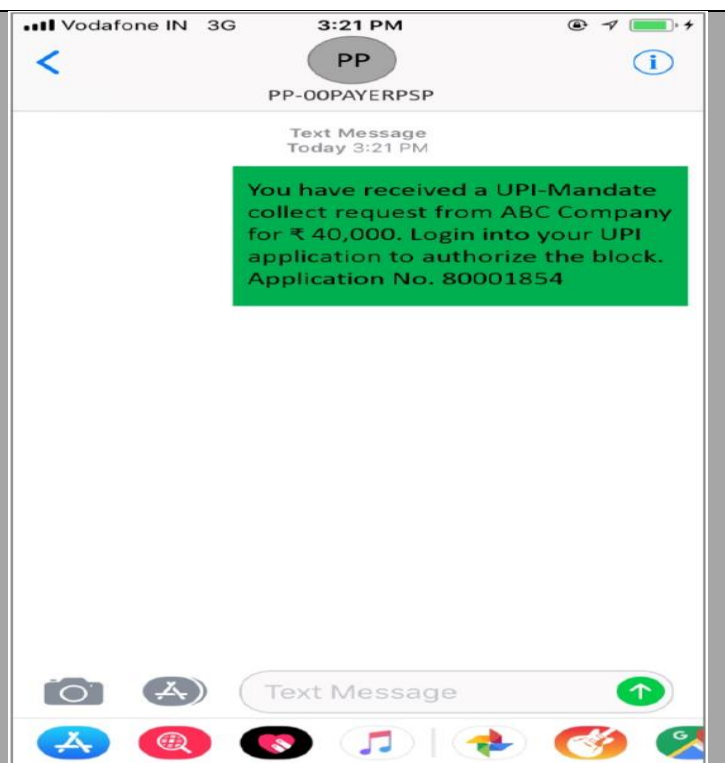 Vodafone IN 3G 3:21 PM
PP
PP-00PAYERPSP
Text Message
Today 3:21 PM
You have received a UPI-Mandate
collect request from ABC Company
for ₹ 40,000. Login into your UPI
application to authorize the block.
Application No. 80001854
Text Message
G